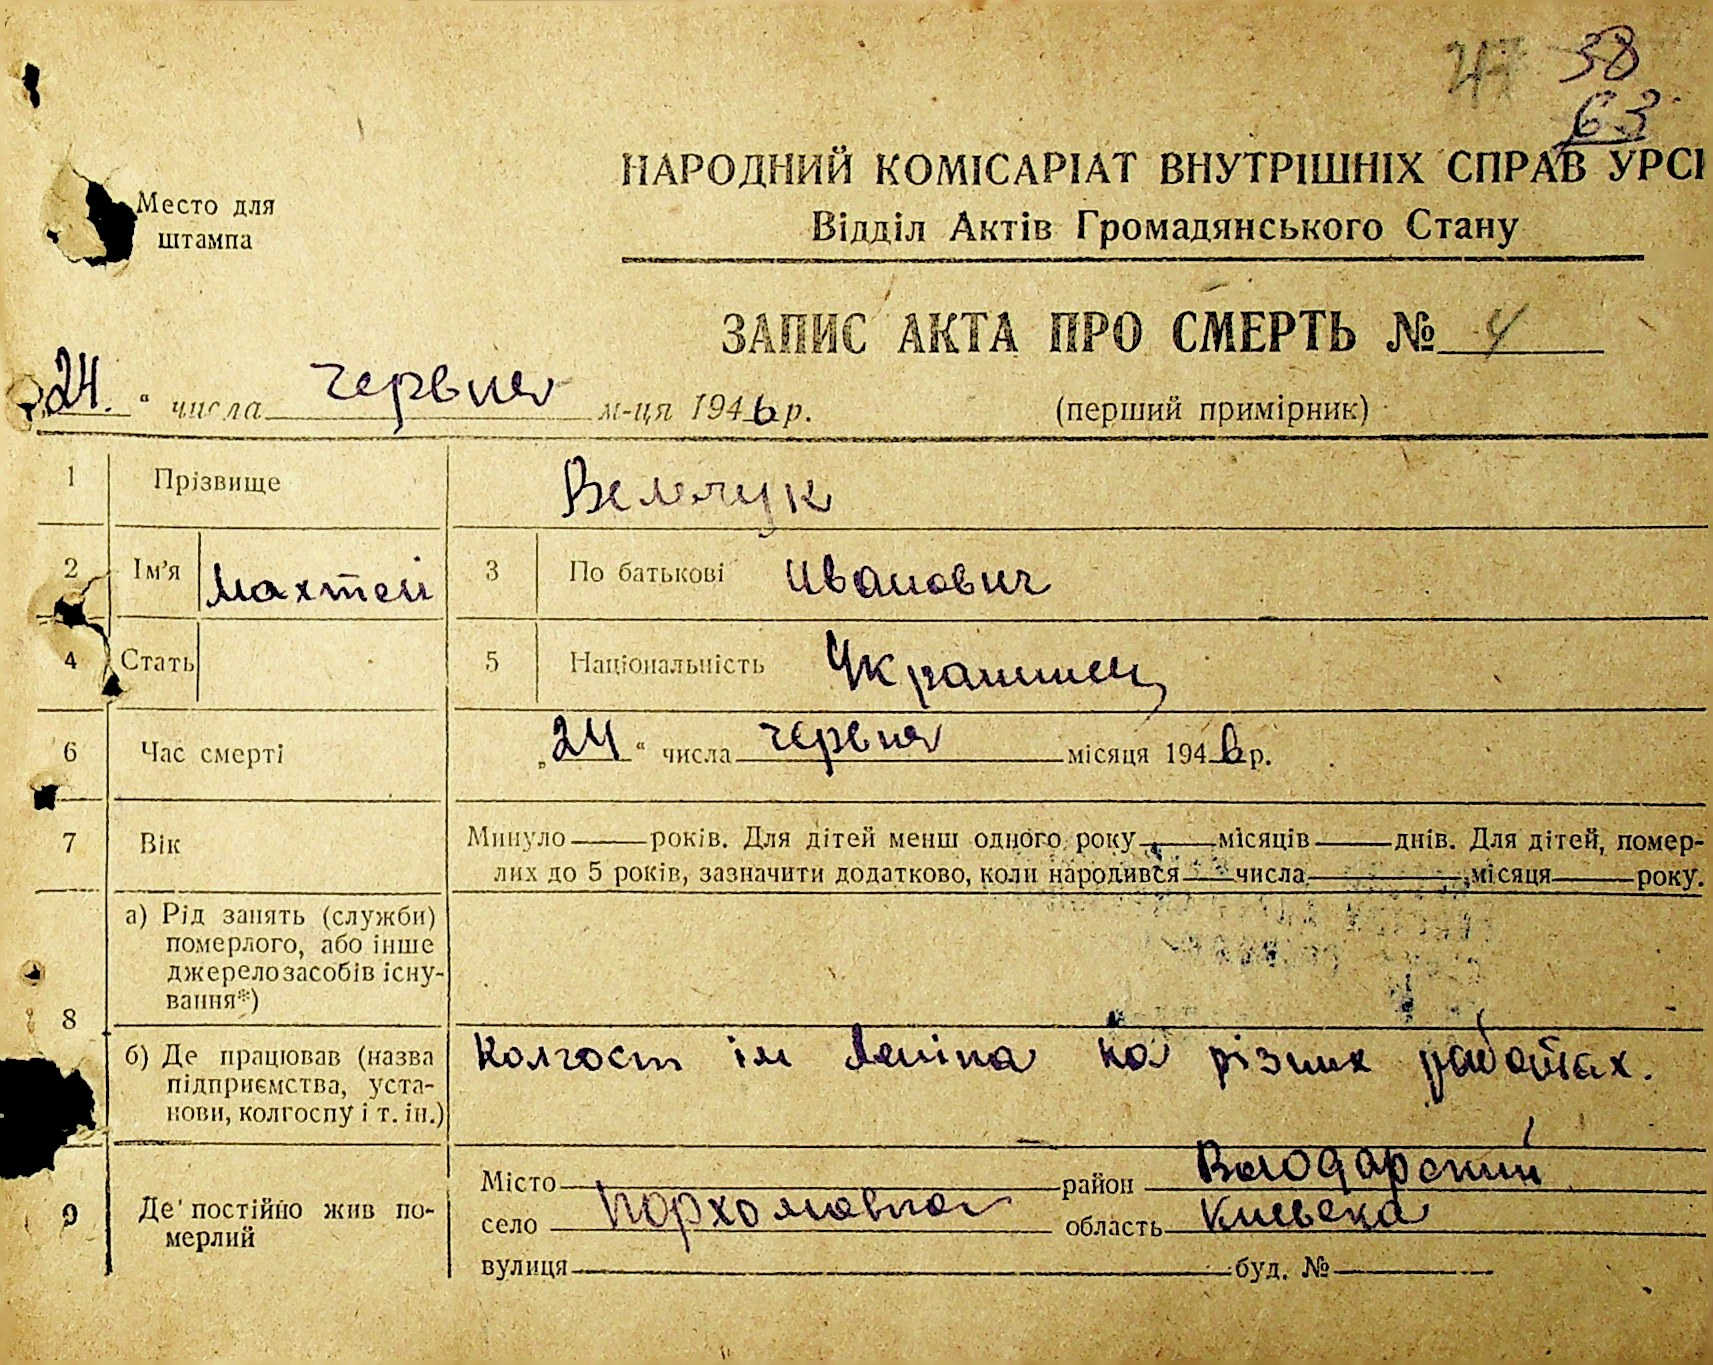 47 38
63
Место для
штампа
НАРОДНИЙ КОМІСАРІАТ ВНУТРІШНІХ СПРАВ УРСР
Відділ Актів Громадянського Стану
ЗАПИС АКТА ПРО СМЕРТЬ № 4
„24.“ числа червня м-ця 1946 р.
(перший примірник)
1 Прізвище Велечук
2 Ім'я Махтей 3 По батькові Иванович
4 Стать 5 Національність Украинец
6 Час смерті „24“ числа червня місяця 1946 р.
7 Вік Минуло років. Для дітей менш одного року місяців днів. Для дітей, помер-
лих до 5 років, зазначити додатково, коли народився числа місяця року.
8 а) Рід занять (служби)
померлого, або інше
джерело засобів існу-
вання*)
б) Де працював (назва
підприємства, уста-
нови, колгоспу і т. ін.)
Колгосп ім Леніна на різних работах.
9 Де постійно жив по-
мерлий
Місто район Володарский
село Пархомовка область Киевска
вулиця буд. №